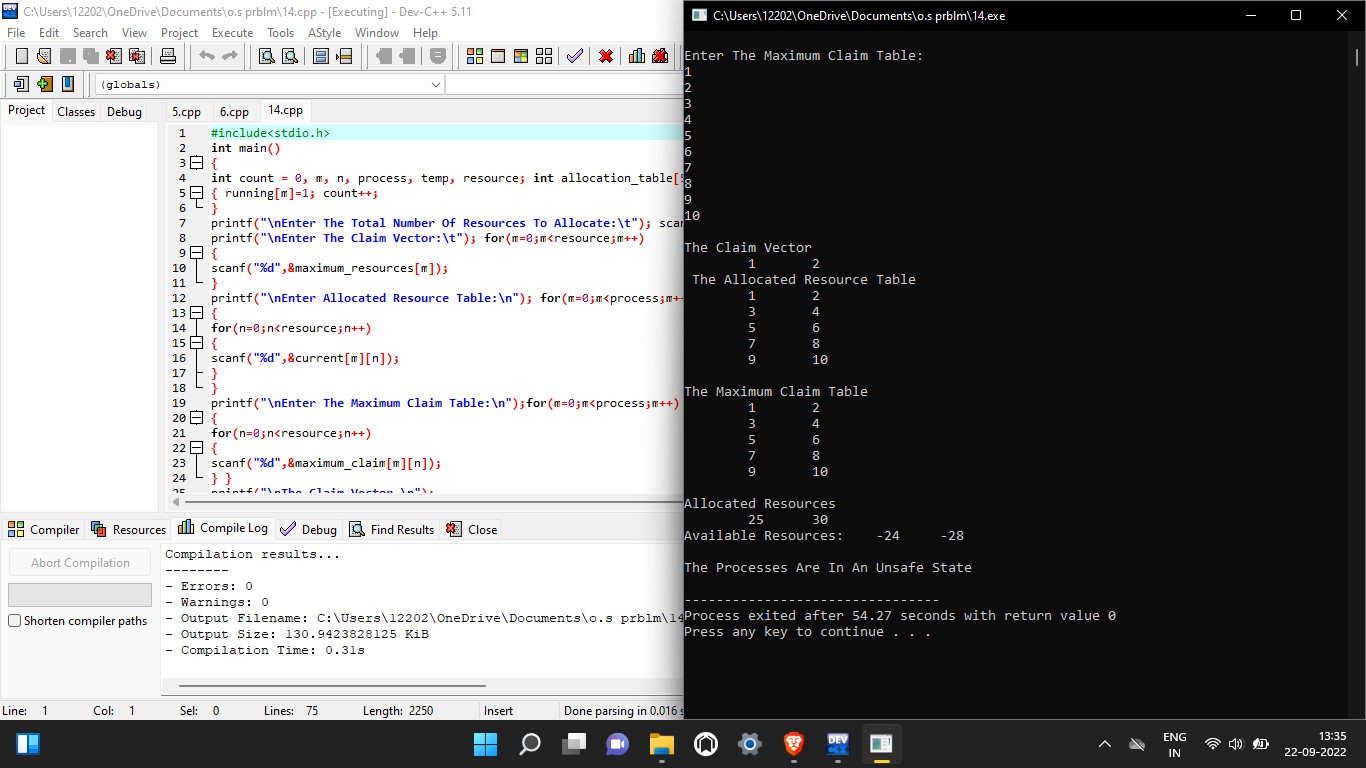 C:\Users\12202\OneDrive\Documents\o.s prblm\14.cpp - [Executing] - Dev-C++ 5.11
File Edit Search View Project Execute Tools AStyle Window Help
(globals)
Project Classes Debug
5.cpp 6.cpp 14.cpp
1 #include<stdio.h>
2 int main()
3 {
4 int count = 0, m, n, process, temp, resource; int allocation_table[5
5 { running[m]=1; count++;
6 }
7 printf("\nEnter The Total Number Of Resources To Allocate:\t"); scan
8 printf("\nEnter The Claim Vector:\t"); for(m=0;m<resource;m++)
9 {
10 scanf("%d",&maximum_resources[m]);
11 }
12 printf("\nEnter Allocated Resource Table:\n"); for(m=0;m<process;m++
13 {
14 for(n=0;n<resource;n++)
15 {
16 scanf("%d",&current[m][n]);
17 }
18 }
19 printf("\nEnter The Maximum Claim Table:\n");for(m=0;m<process;m++)
20 {
21 for(n=0;n<resource;n++)
22 {
23 scanf("%d",&maximum_claim[m][n]);
24 } }
25 printf("\nThe Claim Vector \n");
Compiler Resources Compile Log Debug Find Results Close
Abort Compilation
Shorten compiler paths
Compilation results...
--------
- Errors: 0
- Warnings: 0
- Output Filename: C:\Users\12202\OneDrive\Documents\o.s prblm\14
- Output Size: 130.9423828125 KiB
- Compilation Time: 0.31s
Line: 1 Col: 1 Sel: 0 Lines: 75 Length: 2250 Insert Done parsing in 0.016 s
C:\Users\12202\OneDrive\Documents\o.s prblm\14.exe
Enter The Maximum Claim Table:
1
2
3
4
5
6
7
8
9
10
The Claim Vector
1 2
The Allocated Resource Table
1 2
3 4
5 6
7 8
9 10
The Maximum Claim Table
1 2
3 4
5 6
7 8
9 10
Allocated Resources
25 30
Available Resources: -24 -28
The Processes Are In An Unsafe State
--------------------------------
Process exited after 54.27 seconds with return value 0
Press any key to continue . . .
DEV
ENG
IN
13:35
22-09-2022